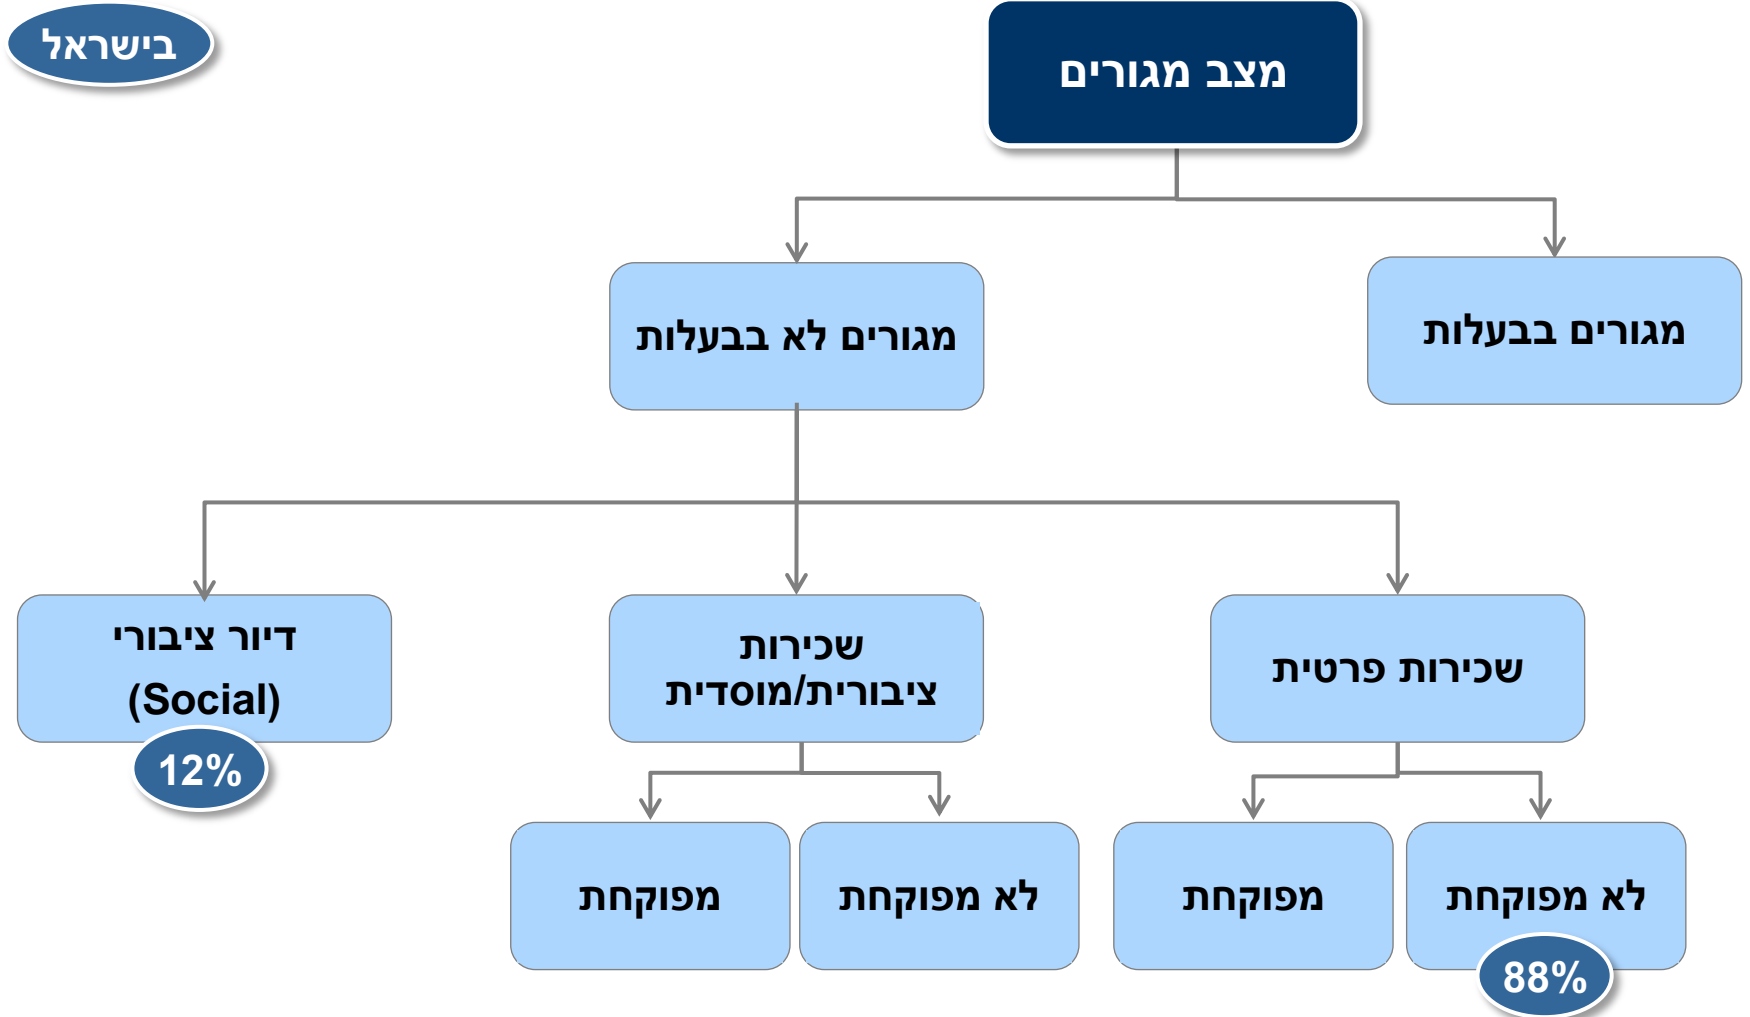 בישראל
מצב מגורים
מגורים בבעלות
מגורים לא בבעלות
שכירות פרטית
שכירות
ציבורית/מוסדית
דיור ציבורי
(Social)
12%
לא מפוקחת
מפוקחת
לא מפוקחת
מפוקחת
88%